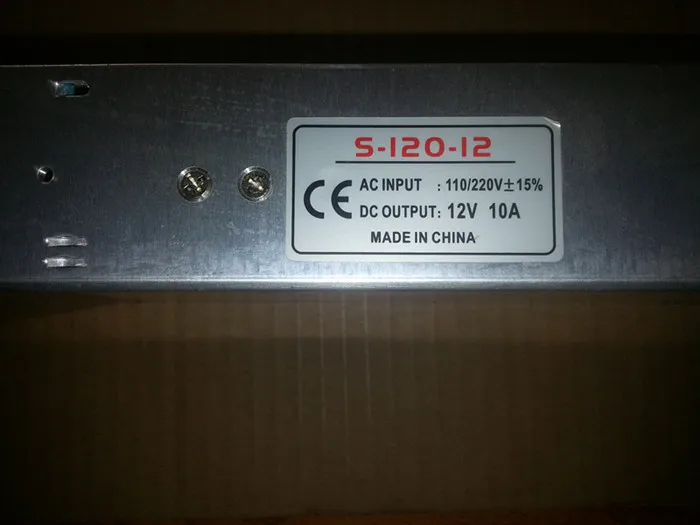 S-120-12
CE
AC INPUT : 110/220V±15%
DC OUTPUT: 12V 10A
MADE IN CHINA